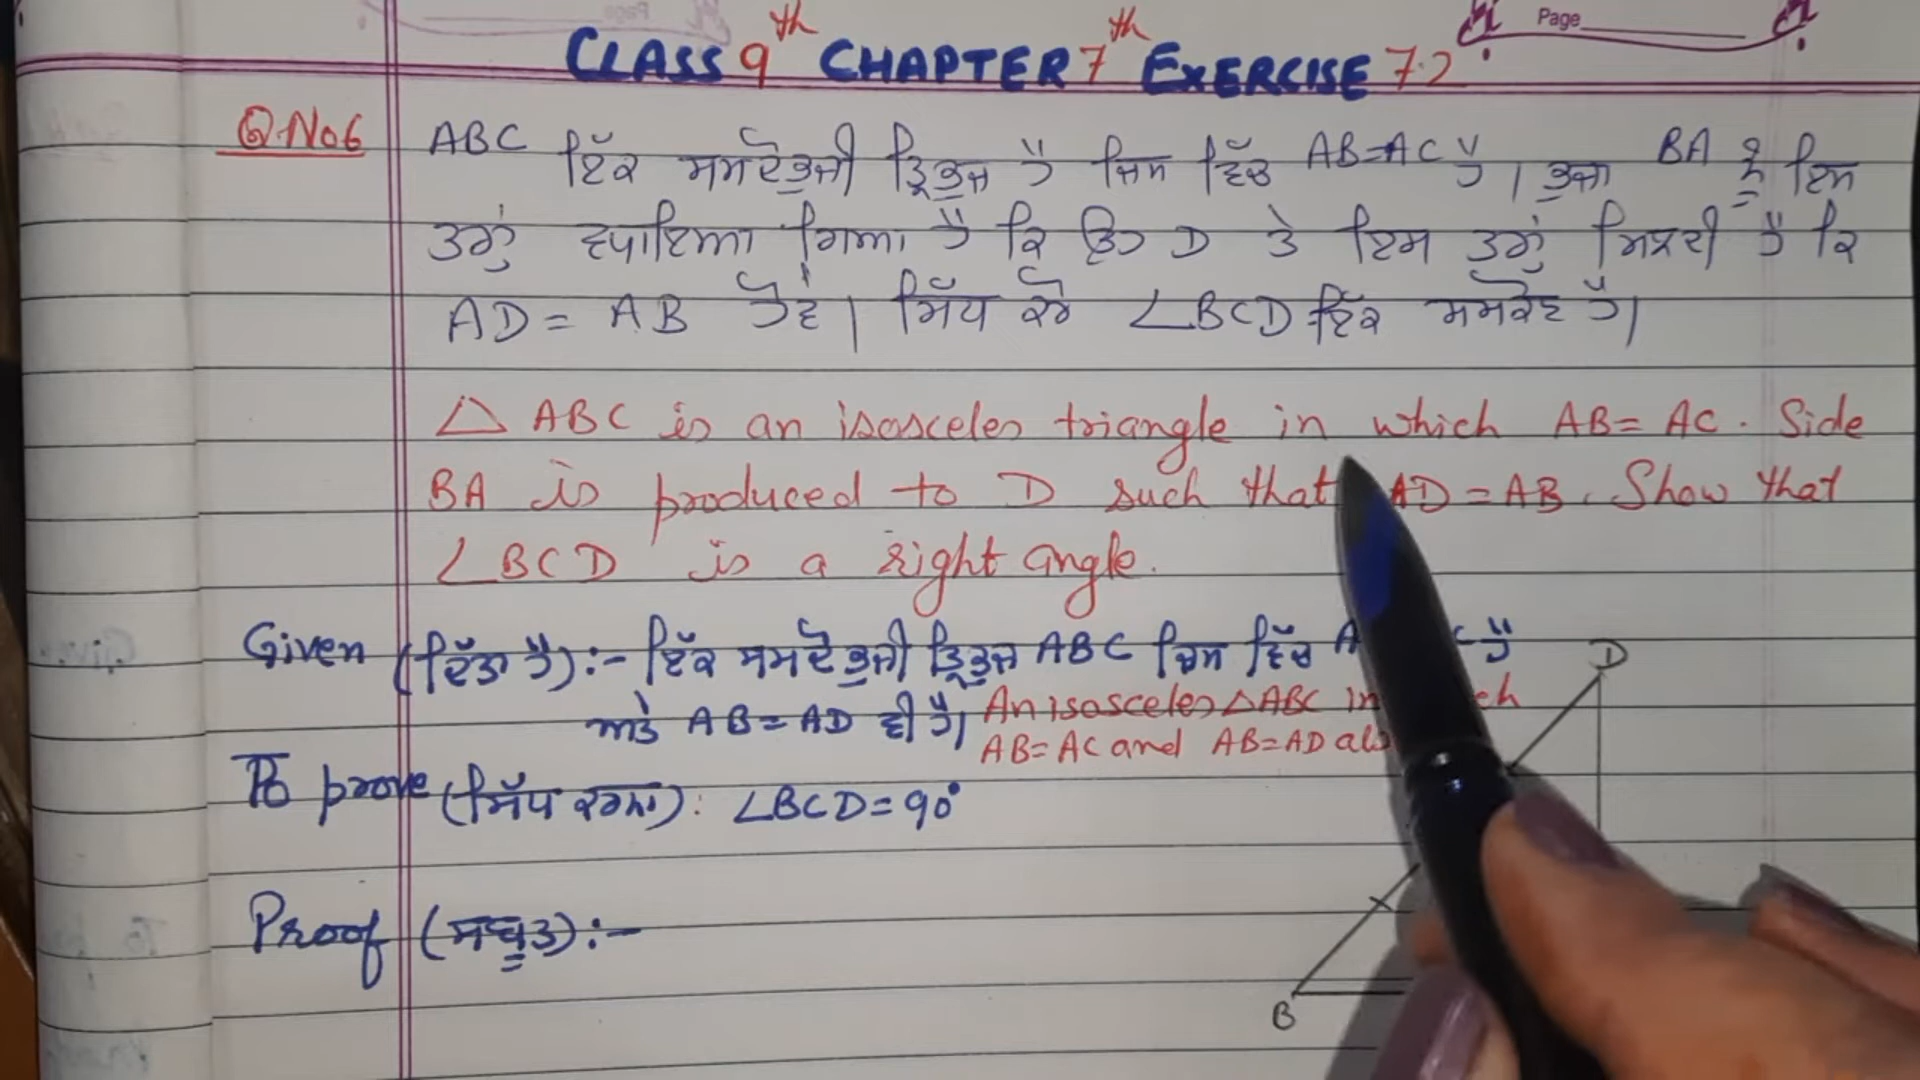 Page
CLASS 9th CHAPTER 7th EXERCISE 7.2
Q.No6 ABC ਇੱਕ ਸਮਦੋਭੁਜੀ ਤ੍ਰਿਭੁਜ ਹੈ ਜਿਸ ਵਿੱਚ AB=AC ਹੈ। ਭੁਜਾ BA ਨੂੰ ਇਸ
ਤਰ੍ਹਾਂ ਵਧਾਇਆ ਗਿਆ ਹੈ ਕਿ ਉਹ D ਤੇ ਇਸ ਤਰ੍ਹਾਂ ਮਿਲਦੀ ਹੈ ਕਿ
AD = AB ਹੋਵੇ। ਸਿੱਧ ਕਰੋ ∠BCD ਇੱਕ ਸਮਕੋਣ ਹੈ।
△ ABC is an isosceles triangle in which AB= AC. Side
BA is produced to D such that AD = AB. Show that
∠BCD is a right angle.
Given (ਦਿੱਤਾ ਹੈ):- ਇੱਕ ਸਮਦੋਭੁਜੀ ਤ੍ਰਿਭੁਜ ABC ਜਿਸ ਵਿੱਚ A C ਹੈ
ਅਤੇ AB=AD ਵੀ ਹੈ। An isosceles △ABC in ch
AB=AC and AB=AD al
To prove (ਸਿੱਧ ਕਰਨਾ): ∠BCD=90°
Proof (ਸਬੂਤ):-
D
B